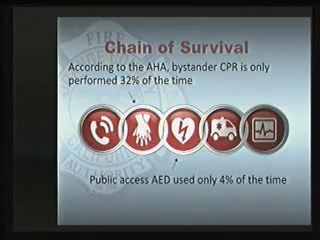 FIRE
Chain of Survival
According to the AHA, bystander CPR is only
performed 32% of the time
AUTHORITY
Public access AED used only 4% of the time